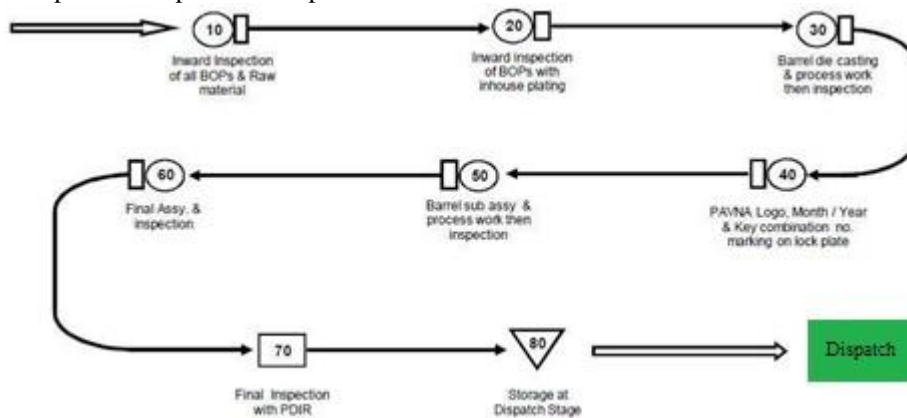 10
Inward Inspection
of all BOPs & Raw
material
20
Inward inspection
of BOPs with
inhouse plating
30
Barrel die casting
& process work
then inspection
60
Final Assy. &
inspection
50
Barrel sub assy &
process work then
inspection
40
PAVNA Logo, Month / Year
& Key combination no.
marking on lock plate
70
Final Inspection
with PDIR
80
Storage at
Dispatch Stage
Dispatch